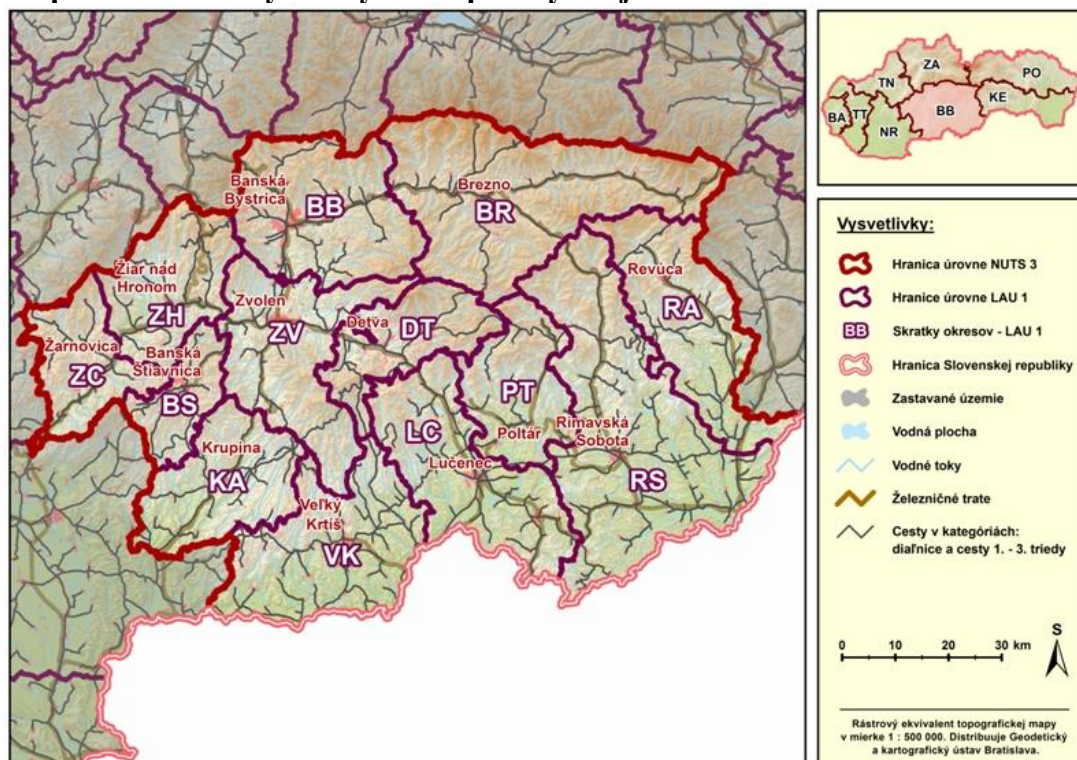 Banská
Bystrica
BB
Brezno
BR
Žiar nad
Hronom
ZH
Zvolen
ZV
Detva
DT
Revúca
RA
Žarnovica
ZC
Banská
Štiavnica
BS
Krupina
KA
LC
Lučenec
PT
Poltár
Rimavská
Sobota
RS
Veľký
Krtíš
VK
ZA
PO
TN
KE
BB
BA
TT
NR
Vysvetlivky:
Hranica úrovne NUTS 3
Hranice úrovne LAU 1
BB Skratky okresov - LAU 1
Hranica Slovenskej republiky
Zastavané územie
Vodná plocha
Vodné toky
Železničné trate
Cesty v kategóriách:
diaľnice a cesty 1. - 3. triedy
S
0 10 20 30 km
Rástrový ekvivalent topografickej mapy
v mierke 1 : 500 000. Distribuuje Geodetický
a kartografický ústav Bratislava.